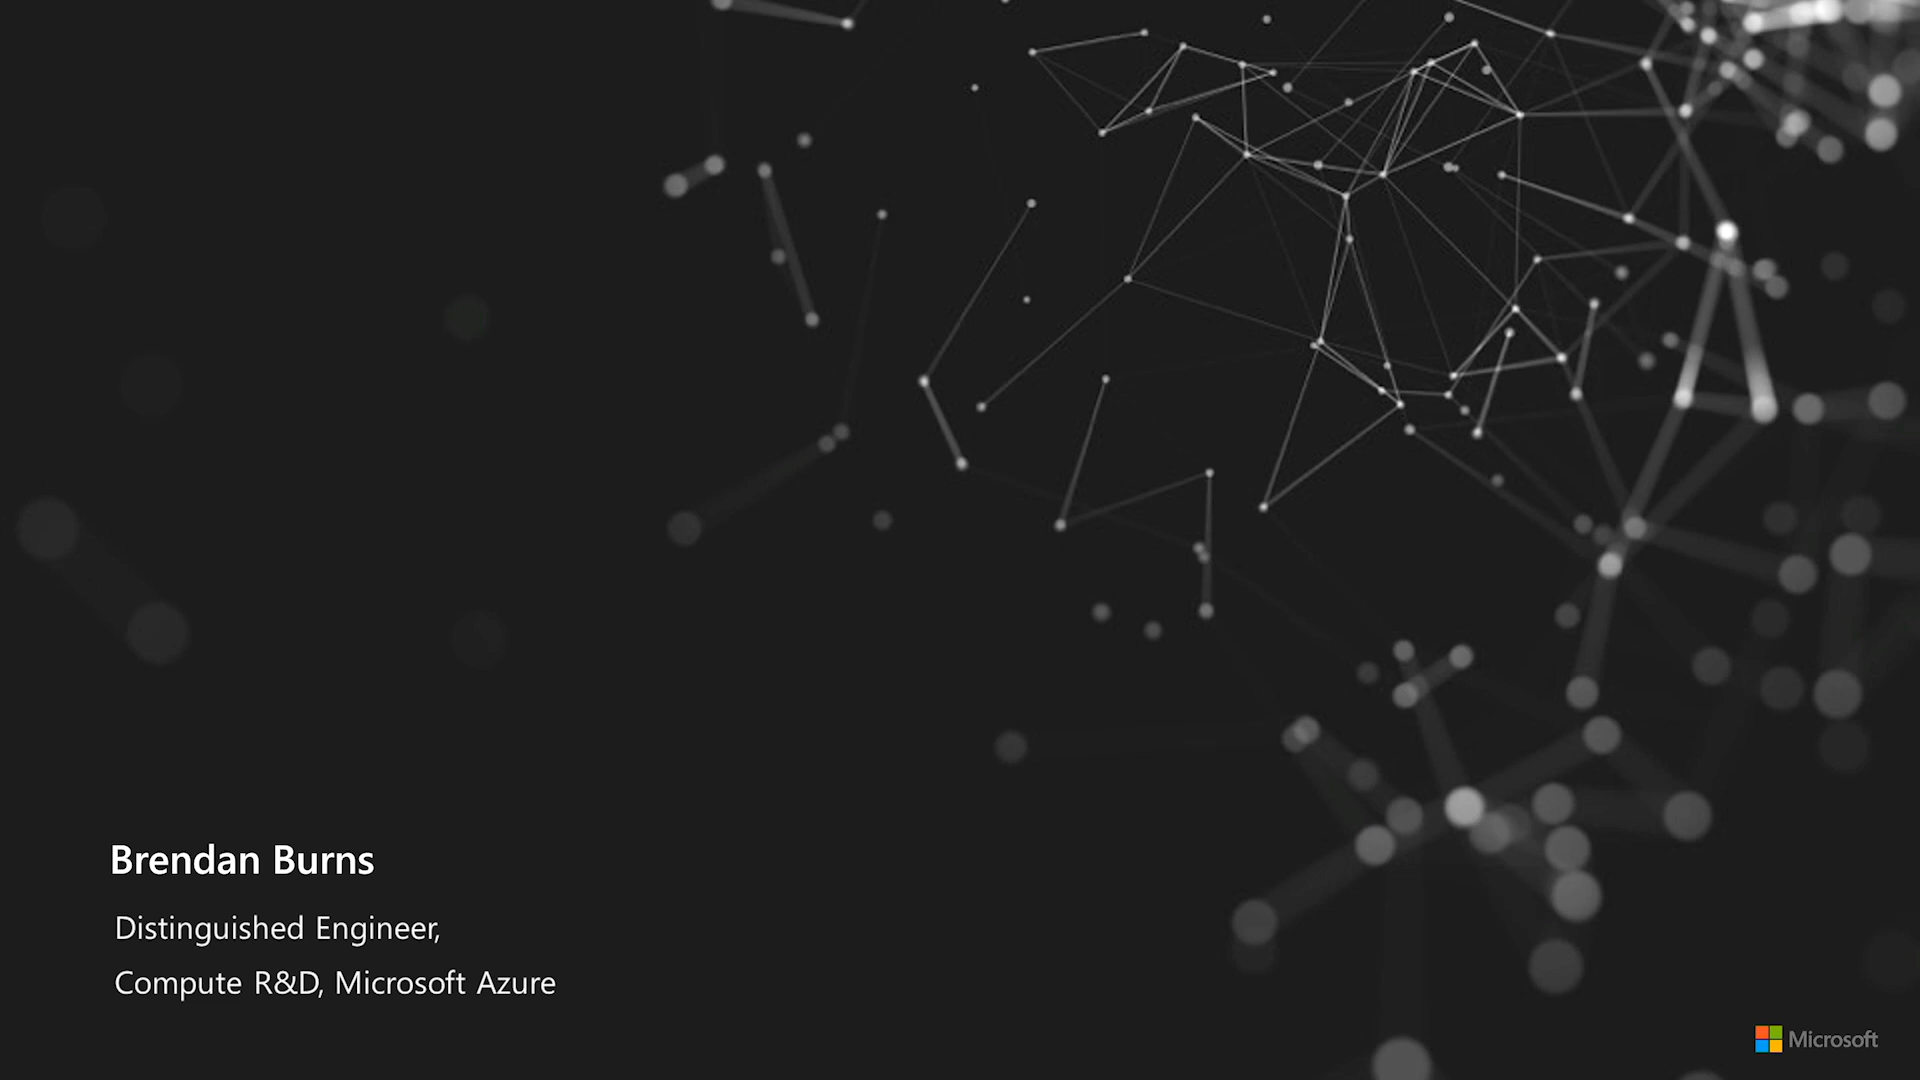 Brendan Burns
Distinguished Engineer,
Compute R&D, Microsoft Azure
Microsoft